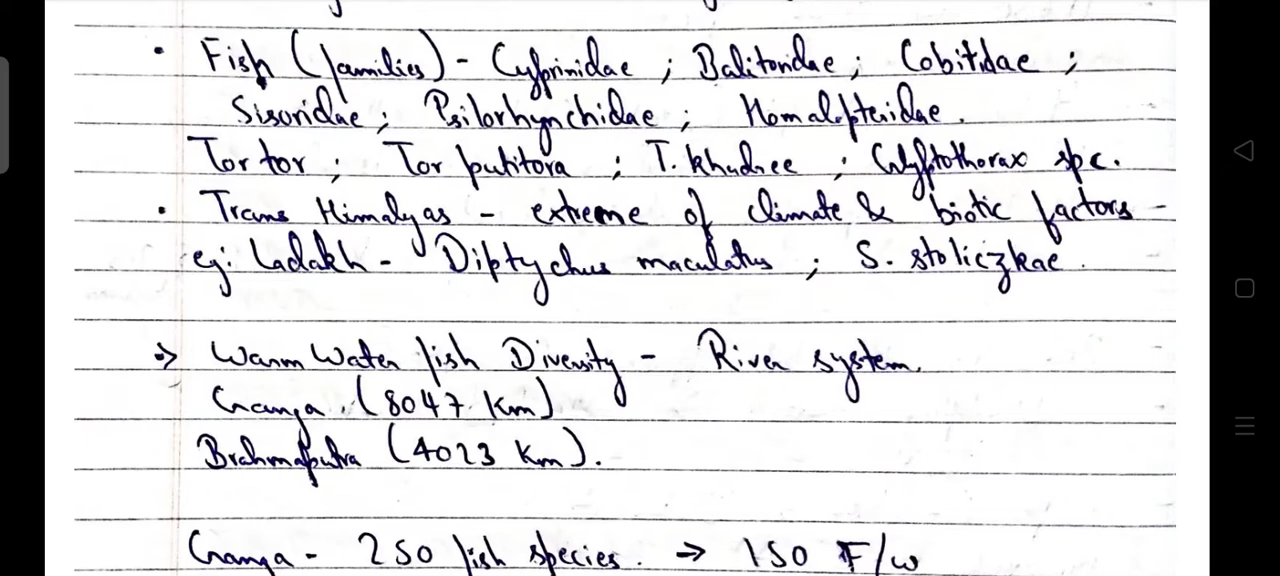 • Fish (families) - Cyprinidae ; Balitoridae ; Cobitidae ;
Sisoridae ; Psilorhynchidae ; Homalopteridae .
Tor tor ; Tor putitora ; T. Khudree ; Glyptothorax spc.
• Trans Himalyas - extreme of climate & biotic factors -
eg: Ladakh - Diptychus maculatus ; S. stoliczkae .
=> Warm Water fish Diversity - River system.
Ganga . (8047 Km)
Brahmaputra (4023 Km).
Ganga - 250 fish species. → 150 F/w